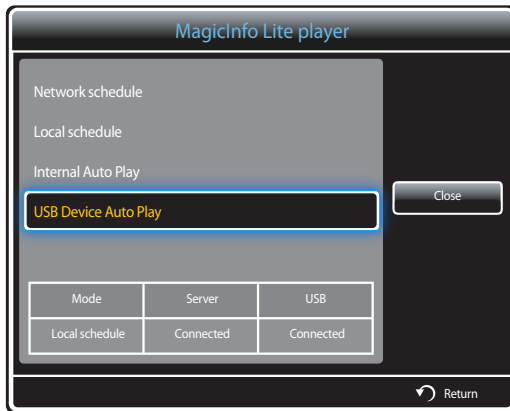 MagicInfo Lite player
Network schedule
Local schedule
Internal Auto Play
USB Device Auto Play
Close
Mode Server USB
Local schedule Connected Connected
Return